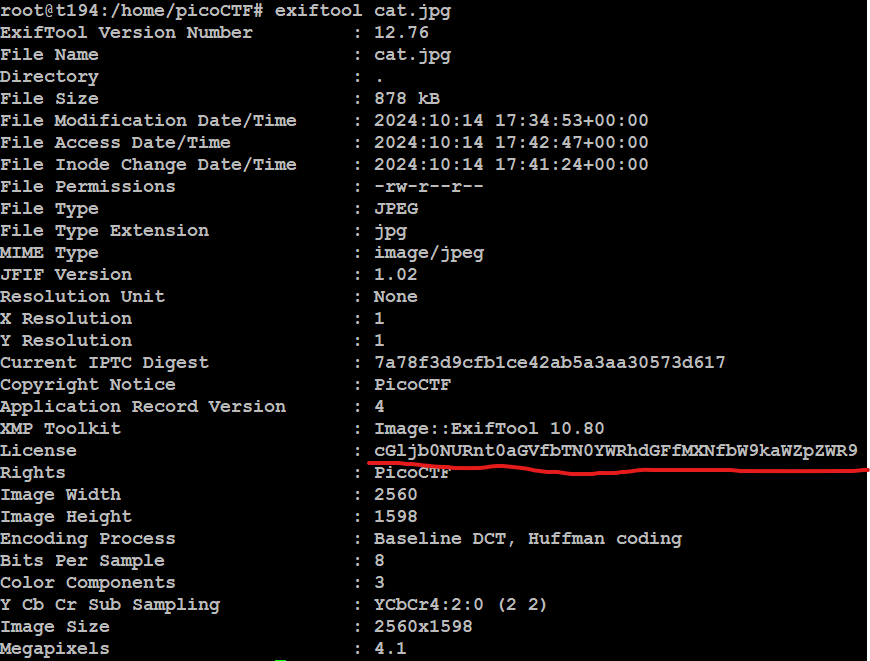 root@t194:/home/picoCTF# exiftool cat.jpg
ExifTool Version Number         : 12.76
File Name                       : cat.jpg
Directory                       : .
File Size                       : 878 kB
File Modification Date/Time     : 2024:10:14 17:34:53+00:00
File Access Date/Time           : 2024:10:14 17:42:47+00:00
File Inode Change Date/Time     : 2024:10:14 17:41:24+00:00
File Permissions                : -rw-r--r--
File Type                       : JPEG
File Type Extension             : jpg
MIME Type                       : image/jpeg
JFIF Version                    : 1.02
Resolution Unit                 : None
X Resolution                    : 1
Y Resolution                    : 1
Current IPTC Digest             : 7a78f3d9cfb1ce42ab5a3aa30573d617
Copyright Notice                : PicoCTF
Application Record Version      : 4
XMP Toolkit                     : Image::ExifTool 10.80
License                         : cGljb0NURnt0aGVfbTN0YWRhdGFfMXNfbW9kaWZpZWR9
Rights                          : PicoCTF
Image Width                     : 2560
Image Height                    : 1598
Encoding Process                : Baseline DCT, Huffman coding
Bits Per Sample                 : 8
Color Components                : 3
Y Cb Cr Sub Sampling            : YCbCr4:2:0 (2 2)
Image Size                      : 2560x1598
Megapixels                      : 4.1